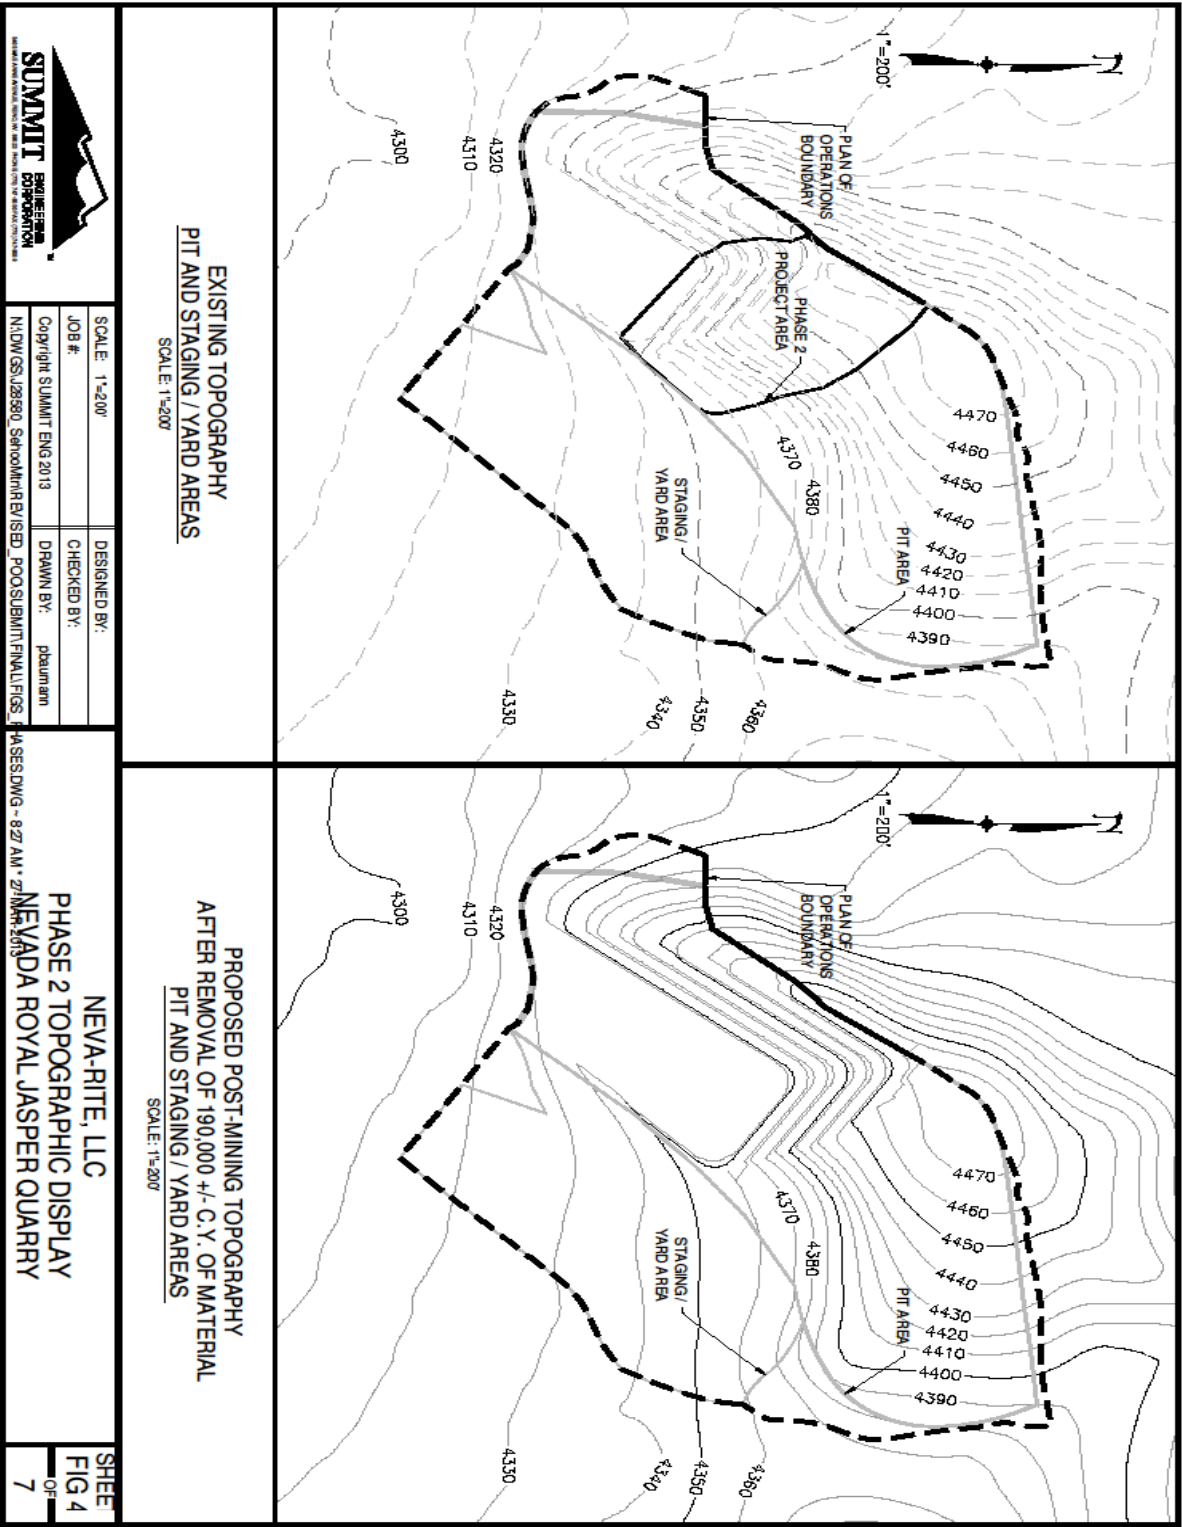 1"=200'
PLAN OF
OPERATIONS
BOUNDARY
PHASE 2
PROJECT AREA
4470
4460
4450
4440
4430
4420
4410
4400
4390
PIT AREA
4370
4380
STAGING/
YARD AREA
4300
4310
4320
4330
4340
4350
4360
EXISTING TOPOGRAPHY
PIT AND STAGING / YARD AREAS
SCALE: 1"=200'
1"=200'
PLAN OF
OPERATIONS
BOUNDARY
4470
4460
4450
4440
4430
4420
4410
4400
4390
PIT AREA
4370
4380
STAGING/
YARD AREA
4300
4310
4320
4330
4340
4350
4360
PROPOSED POST-MINING TOPOGRAPHY
AFTER REMOVAL OF 190,000 +/- C.Y. OF MATERIAL
PIT AND STAGING / YARD AREAS
SCALE: 1"=200'
SUMMIT
ENGINEERING
CORPORATION
SCALE: 1"=200'
DESIGNED BY:
JOB #:
CHECKED BY:
Copyright SUMMIT ENG 2013
DRAWN BY: pbaumann
NEVA-RITE, LLC
PHASE 2 TOPOGRAPHIC DISPLAY
NEVADA ROYAL JASPER QUARRY
SHEET
FIG 4
OF
7